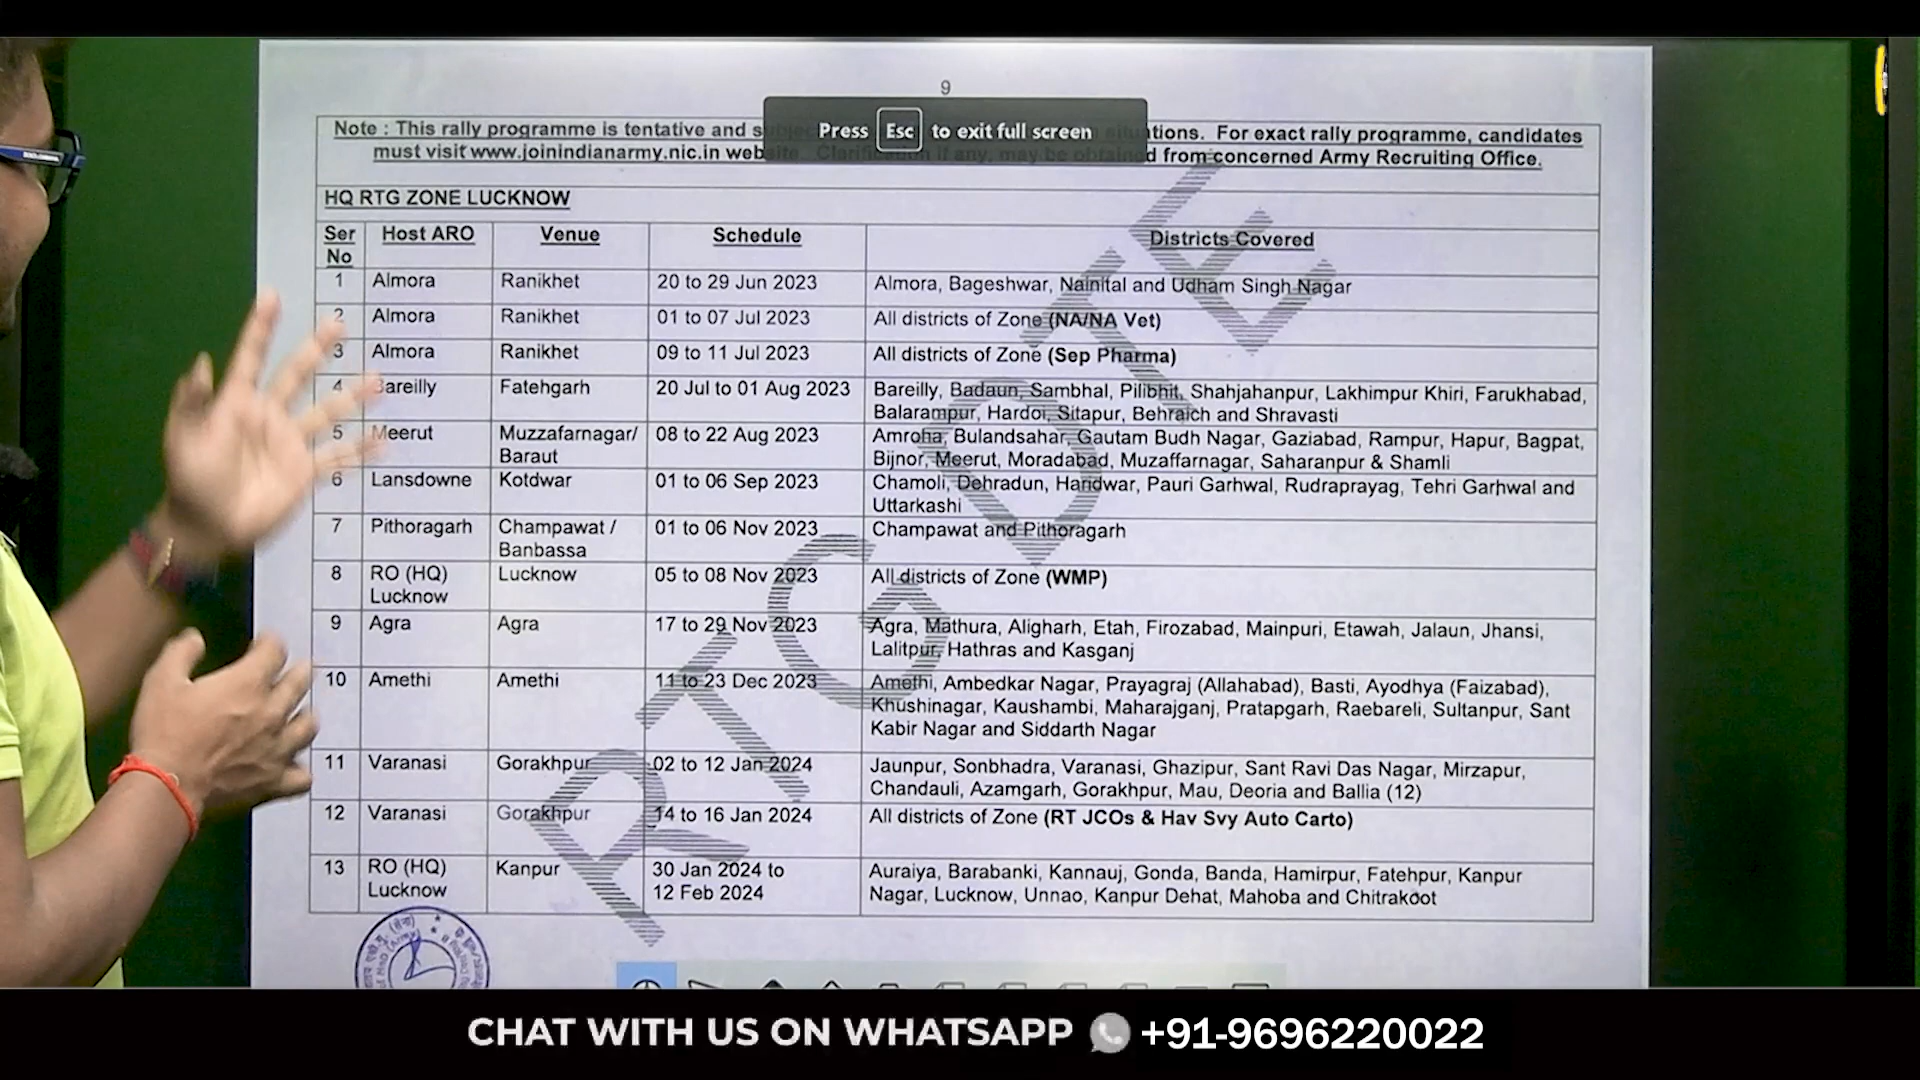 9
Note : This rally programme is tentative and
Press Esc to exit full screen
For exact rally programme, candidates
must visit www.joinindianarmy.nic.in
from concerned Army Recruiting Office.
HQ RTG ZONE LUCKNOW
Ser No Host ARO Venue Schedule Districts Covered
1 Almora Ranikhet 20 to 29 Jun 2023 Almora, Bageshwar, Nainital and Udham Singh Nagar
2 Almora Ranikhet 01 to 07 Jul 2023 All districts of Zone (NA/NA Vet)
3 Almora Ranikhet 09 to 11 Jul 2023 All districts of Zone (Sep Pharma)
4 Bareilly Fatehgarh 20 Jul to 01 Aug 2023 Bareilly, Badaun, Sambhal, Pilibhit, Shahjahanpur, Lakhimpur Khiri, Farukhabad,
Balarampur, Hardoi, Sitapur, Behraich and Shravasti
5 Meerut Muzzafarnagar/ 08 to 22 Aug 2023 Amroha, Bulandsahar, Gautam Budh Nagar, Gaziabad, Rampur, Hapur, Bagpat,
Baraut Bijnor, Meerut, Moradabad, Muzaffarnagar, Saharanpur & Shamli
6 Lansdowne Kotdwar 01 to 06 Sep 2023 Chamoli, Dehradun, Haridwar, Pauri Garhwal, Rudraprayag, Tehri Garhwal and
Uttarkashi
7 Pithoragarh Champawat / 01 to 06 Nov 2023 Champawat and Pithoragarh
Banbassa
8 RO (HQ) Lucknow 05 to 08 Nov 2023 All districts of Zone (WMP)
Lucknow
9 Agra Agra 17 to 29 Nov 2023 Agra, Mathura, Aligharh, Etah, Firozabad, Mainpuri, Etawah, Jalaun, Jhansi,
Lalitpur, Hathras and Kasganj
10 Amethi Amethi 11 to 23 Dec 2023 Amethi, Ambedkar Nagar, Prayagraj (Allahabad), Basti, Ayodhya (Faizabad),
Khushinagar, Kaushambi, Maharajganj, Pratapgarh, Raebareli, Sultanpur, Sant
Kabir Nagar and Siddarth Nagar
11 Varanasi Gorakhpur 02 to 12 Jan 2024 Jaunpur, Sonbhadra, Varanasi, Ghazipur, Sant Ravi Das Nagar, Mirzapur,
Chandauli, Azamgarh, Gorakhpur, Mau, Deoria and Ballia (12)
12 Varanasi Gorakhpur 14 to 16 Jan 2024 All districts of Zone (RT JCOs & Hav Svy Auto Carto)
13 RO (HQ) Kanpur 30 Jan 2024 to Auraiya, Barabanki, Kannauj, Gonda, Banda, Hamirpur, Fatehpur, Kanpur
Lucknow 12 Feb 2024 Nagar, Lucknow, Unnao, Kanpur Dehat, Mahoba and Chitrakoot
RTG DTE
CHAT WITH US ON WHATSAPP +91-9696220022